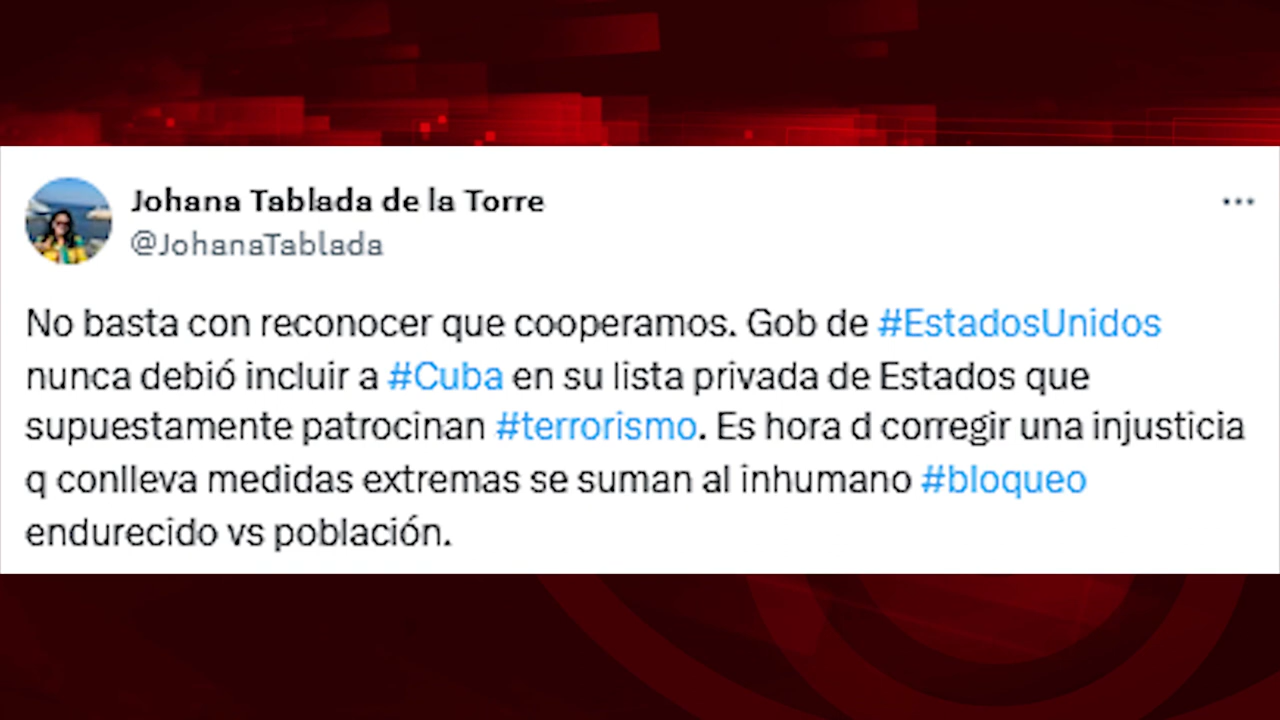 Johana Tablada de la Torre
@JohanaTablada
No basta con reconocer que cooperamos. Gob de #EstadosUnidos
nunca debió incluir a #Cuba en su lista privada de Estados que
supuestamente patrocinan #terrorismo. Es hora d corregir una injusticia
q conlleva medidas extremas se suman al inhumano #bloqueo
endurecido vs población.